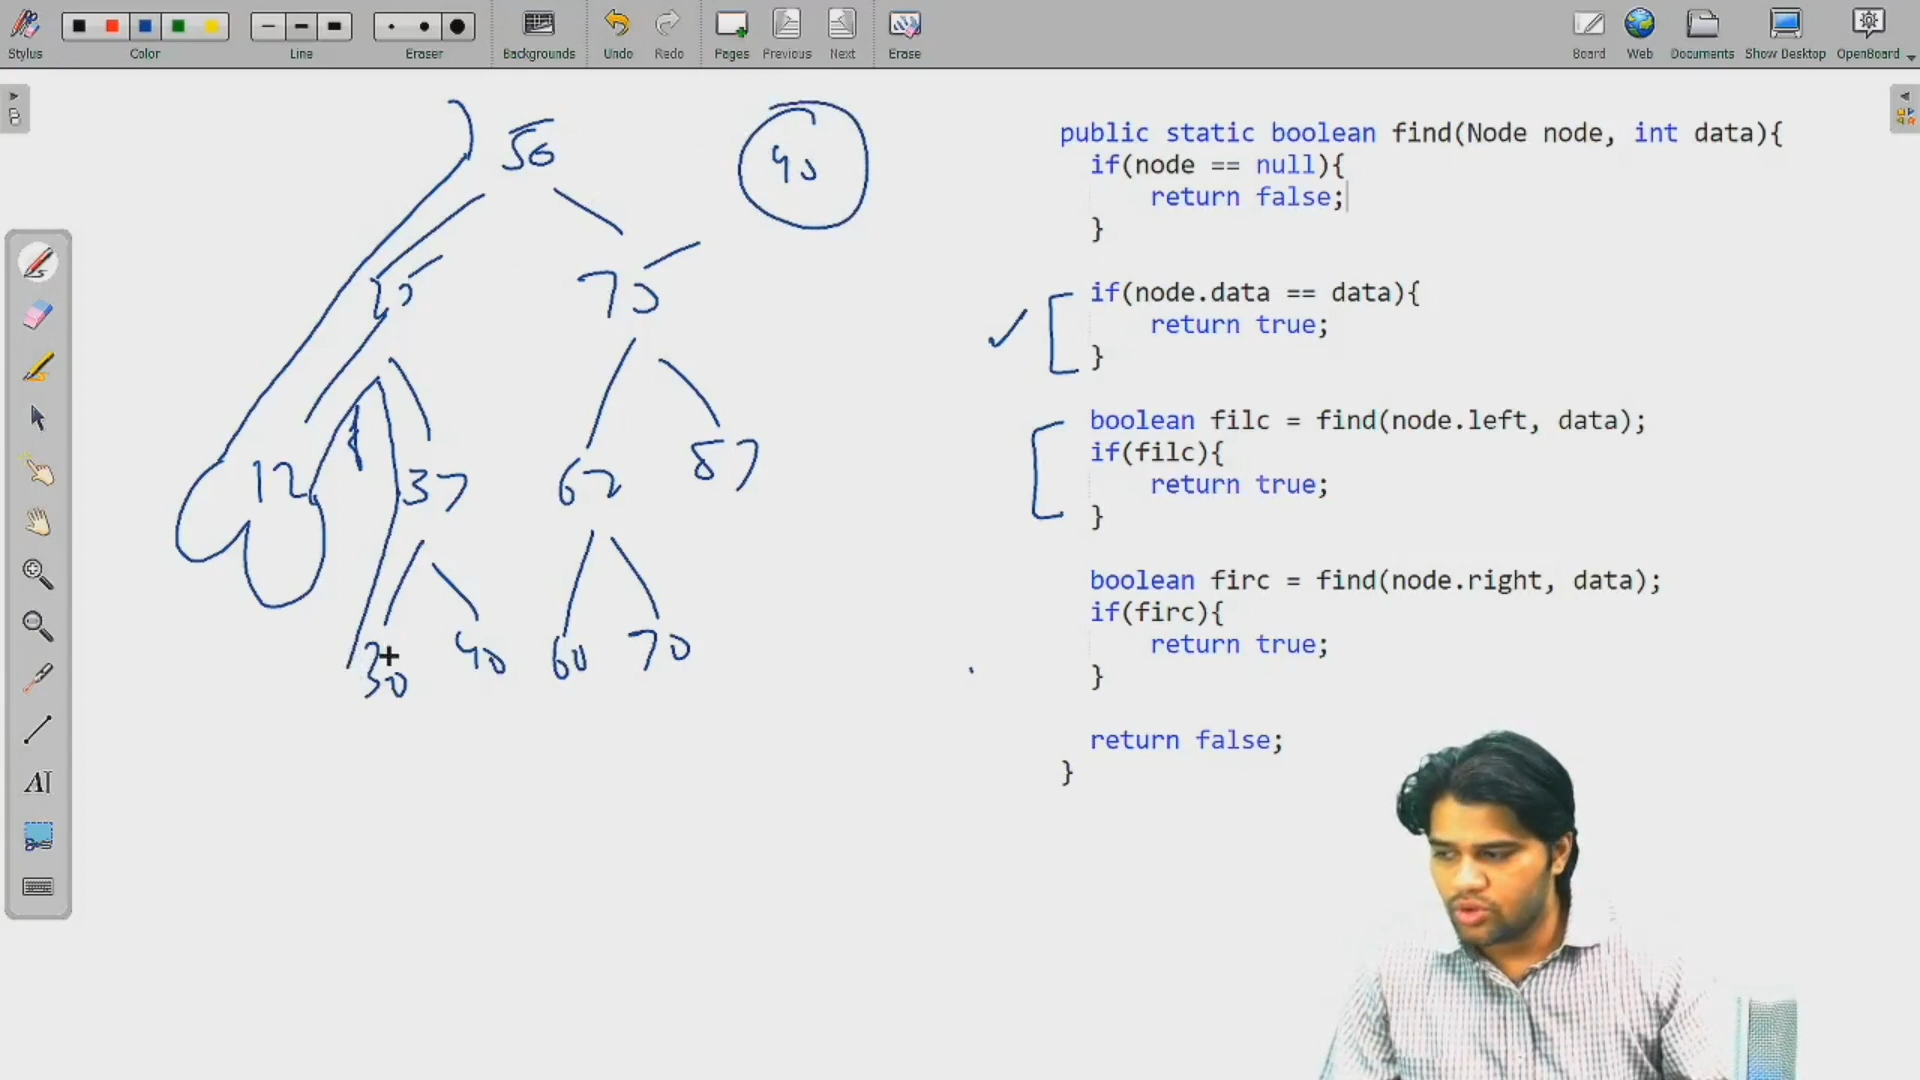 Stylus Color Line Eraser Backgrounds Undo Redo Pages Previous Next Erase Board Web Documents Show Desktop OpenBoard
50
40
75
12
37
62
87
30
40
60
70
public static boolean find(Node node, int data){
if(node == null){
return false;
}
if(node.data == data){
return true;
}
boolean filc = find(node.left, data);
if(filc){
return true;
}
boolean firc = find(node.right, data);
if(firc){
return true;
}
return false;
}
AI